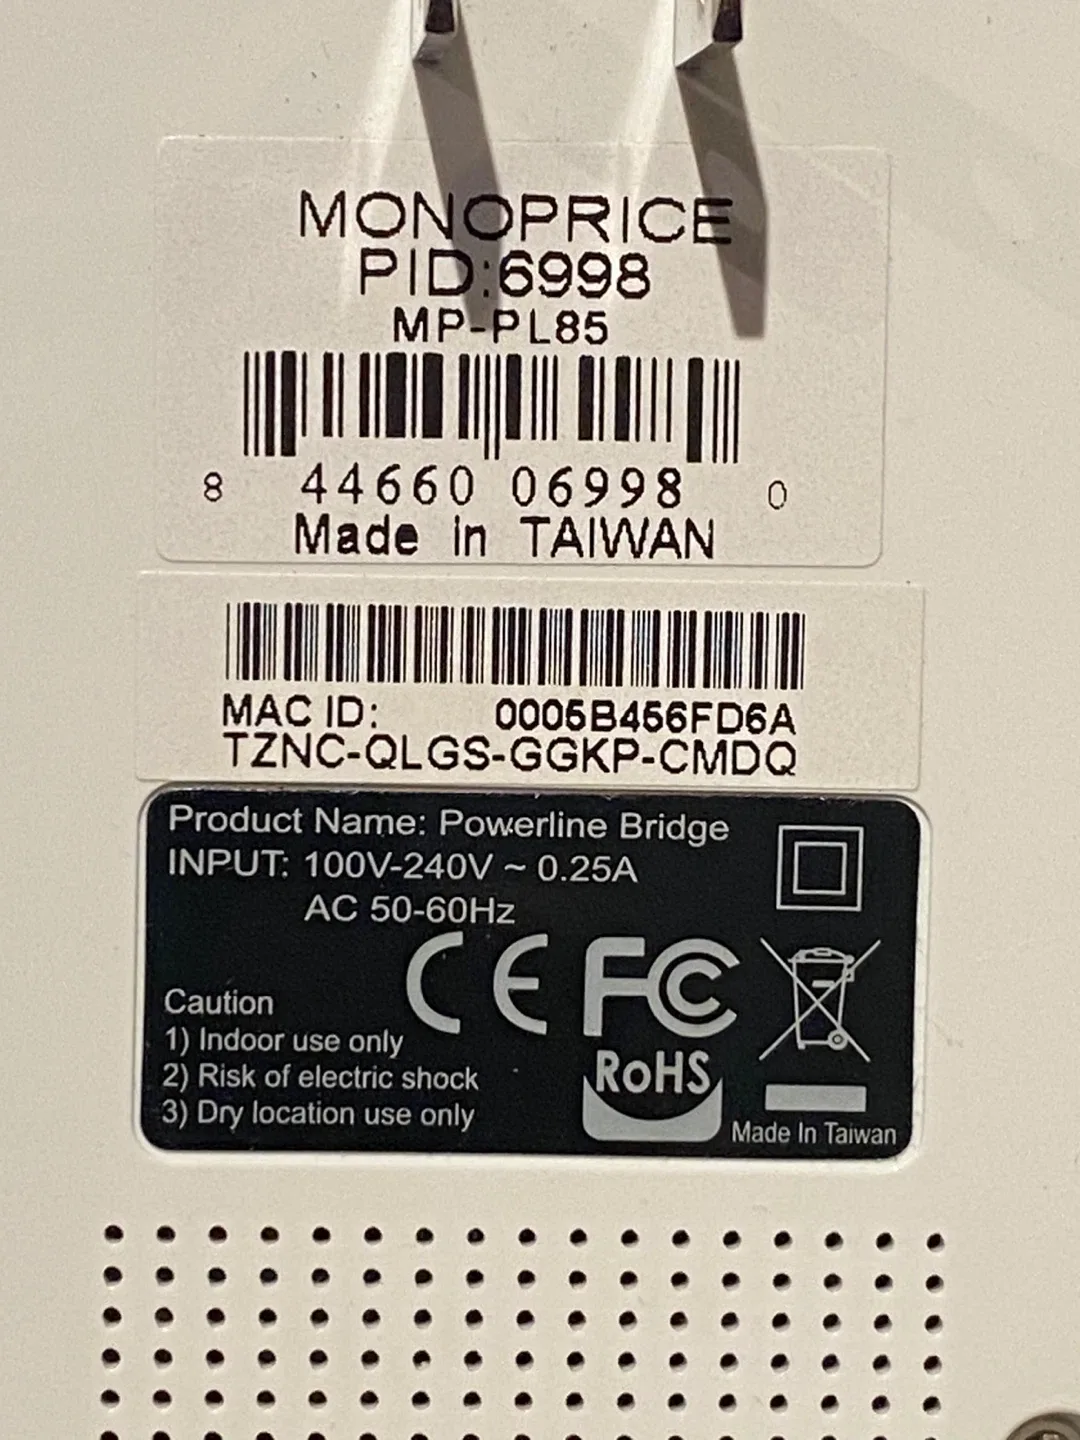 MONOPRICE
PID:6998
MP-PL85
8 44660 06998 0
Made in TAIWAN
MAC ID: 0005B456FD6A
TZNC-QLGS-GGKP-CMDQ
Product Name: Powerline Bridge
INPUT: 100V-240V ~ 0.25A
AC 50-60Hz
CE FC
Caution
1) Indoor use only
2) Risk of electric shock
3) Dry location use only
RoHS
Made In Taiwan